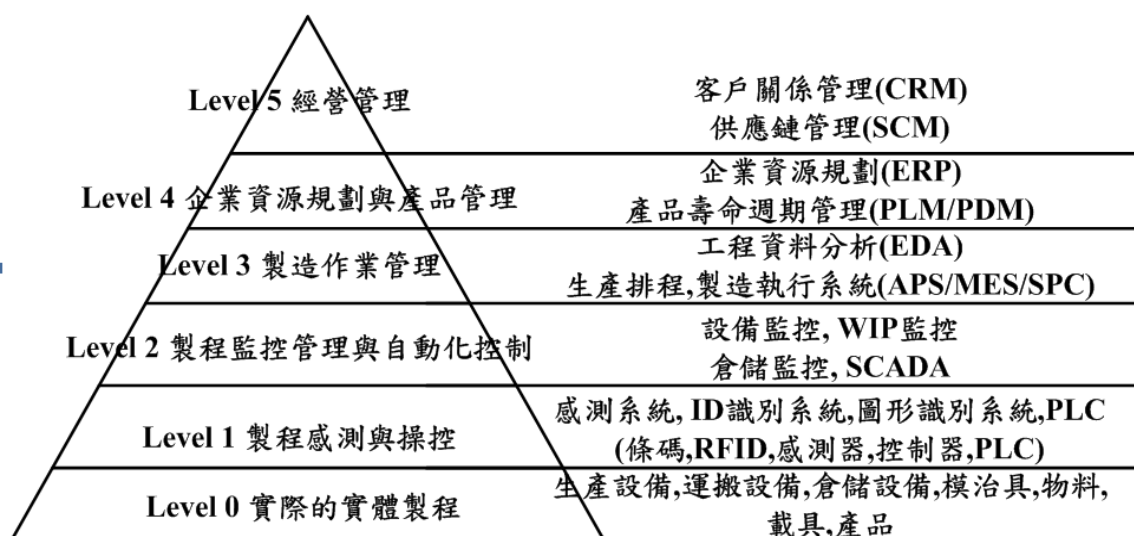 Level 5 經營管理
客戶關係管理(CRM)
供應鏈管理(SCM)
Level 4 企業資源規劃與產品管理
企業資源規劃(ERP)
產品壽命週期管理(PLM/PDM)
Level 3 製造作業管理
工程資料分析(EDA)
生產排程,製造執行系統(APS/MES/SPC)
Level 2 製程監控管理與自動化控制
設備監控, WIP監控
倉儲監控, SCADA
Level 1 製程感測與操控
感測系統, ID識別系統,圖形識別系統,PLC
(條碼,RFID,感測器,控制器,PLC)
Level 0 實際的實體製程
生產設備,運搬設備,倉儲設備,模治具,物料,
載具,產品